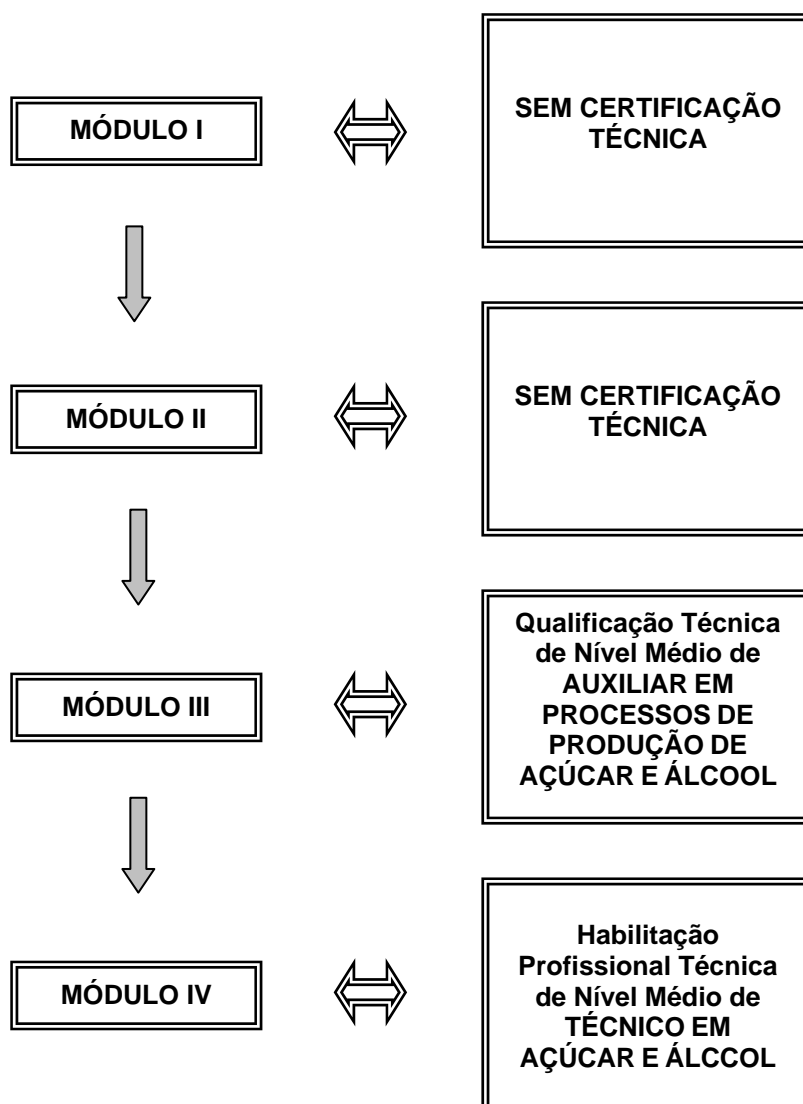 MÓDULO I
SEM CERTIFICAÇÃO
TÉCNICA
MÓDULO II
SEM CERTIFICAÇÃO
TÉCNICA
MÓDULO III
Qualificação Técnica
de Nível Médio de
AUXILIAR EM
PROCESSOS DE
PRODUÇÃO DE
AÇÚCAR E ÁLCOOL
MÓDULO IV
Habilitação
Profissional Técnica
de Nível Médio de
TÉCNICO EM
AÇÚCAR E ÁLCCOL